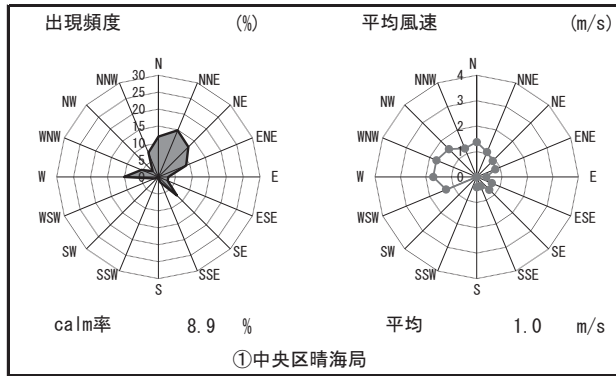 出現頻度 (%)
N
NNW NNE
NW NE
WNW ENE
W E
WSW ESE
SW SE
SSW SSE
S
30
25
20
15
10
5
0
calm率 8.9 %
平均風速 (m/s)
N
NNW NNE
NW NE
WNW ENE
W E
WSW ESE
SW SE
SSW SSE
S
4
3
2
1
0
平均 1.0 m/s
①中央区晴海局